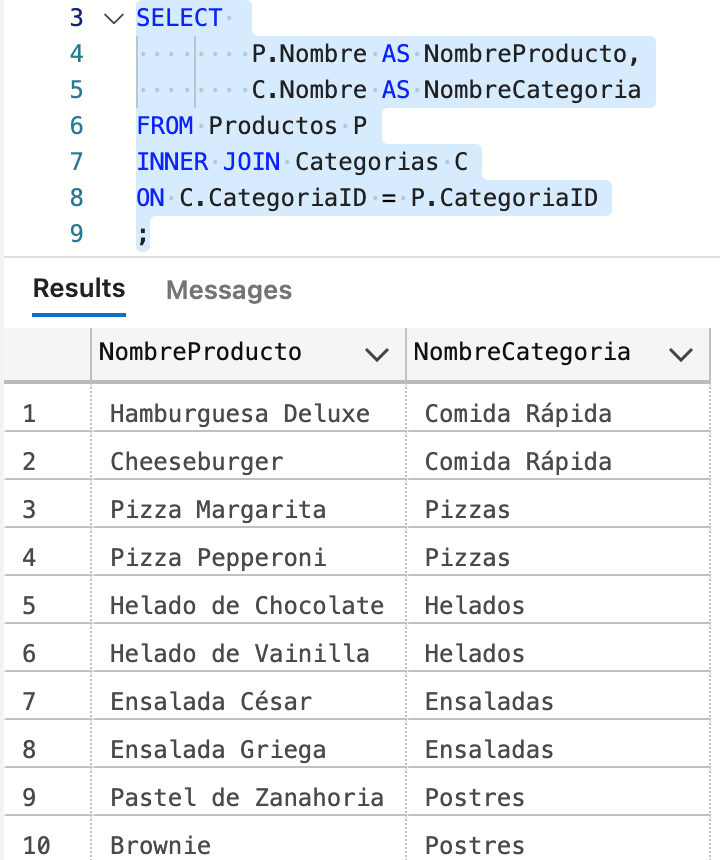 3 SELECT
4 P.Nombre AS NombreProducto,
5 C.Nombre AS NombreCategoria
6 FROM Productos P
7 INNER JOIN Categorias C
8 ON C.CategoriaID = P.CategoriaID
9 ;
Results Messages
NombreProducto NombreCategoria
1 Hamburguesa Deluxe Comida Rápida
2 Cheeseburger Comida Rápida
3 Pizza Margarita Pizzas
4 Pizza Pepperoni Pizzas
5 Helado de Chocolate Helados
6 Helado de Vainilla Helados
7 Ensalada César Ensaladas
8 Ensalada Griega Ensaladas
9 Pastel de Zanahoria Postres
10 Brownie Postres